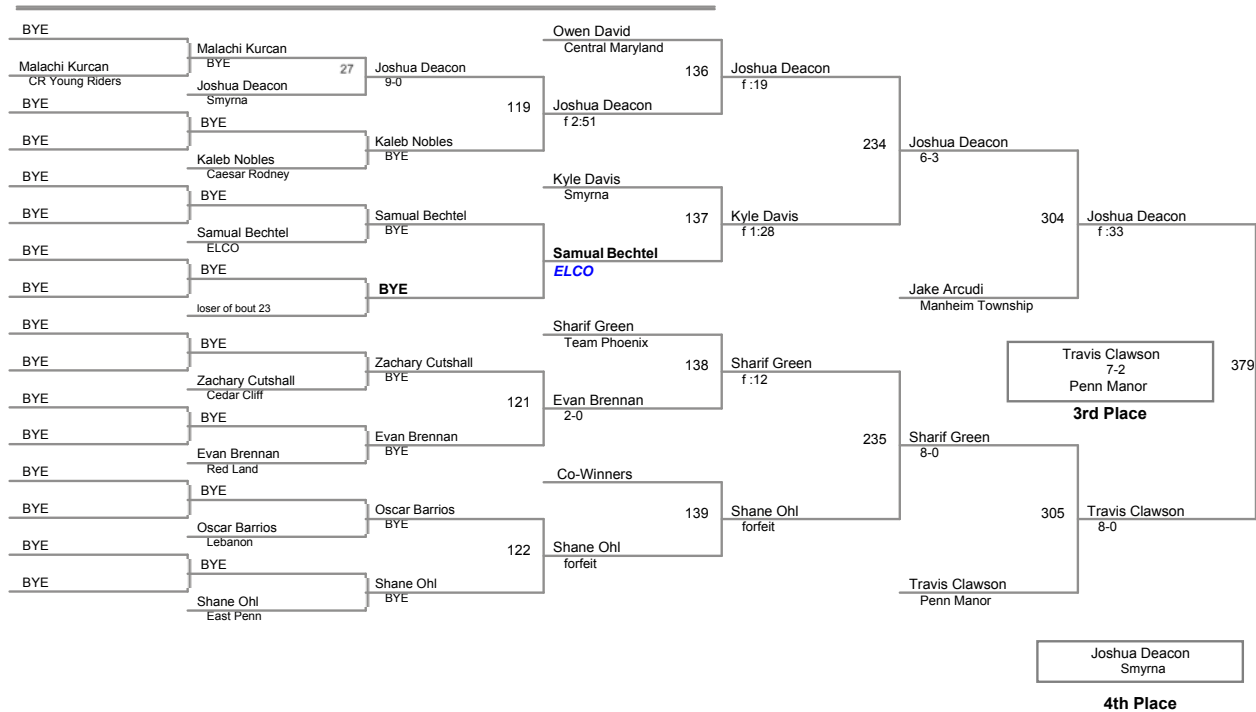 BYE
Malachi Kurcan
CR Young Riders
BYE
BYE
BYE
BYE
BYE
BYE
BYE
BYE
BYE
BYE
BYE
BYE
BYE
BYE
Malachi Kurcan
BYE
27
Joshua Deacon
Smyrna
BYE
Kaleb Nobles
Caesar Rodney
BYE
Samual Bechtel
ELCO
BYE
loser of bout 23
BYE
Zachary Cutshall
Cedar Cliff
BYE
Evan Brennan
Red Land
BYE
Oscar Barrios
Lebanon
BYE
Shane Ohl
East Penn
Joshua Deacon
9-0
119
Kaleb Nobles
BYE
Samual Bechtel
BYE
BYE
Zachary Cutshall
BYE
121
Evan Brennan
BYE
Oscar Barrios
BYE
122
Shane Ohl
BYE
Owen David
Central Maryland
136
Joshua Deacon
f 2:51
Kyle Davis
Smyrna
137
Samual Bechtel
ELCO
Sharif Green
Team Phoenix
138
Evan Brennan
2-0
Co-Winners
139
Shane Ohl
forfeit
Joshua Deacon
f :19
234
Kyle Davis
f 1:28
Sharif Green
f :12
235
Shane Ohl
forfeit
Joshua Deacon
6-3
304
Jake Arcudi
Manheim Township
Sharif Green
8-0
305
Travis Clawson
Penn Manor
Joshua Deacon
f :33
379
Travis Clawson
8-0
Travis Clawson
7-2
Penn Manor
3rd Place
Joshua Deacon
Smyrna
4th Place